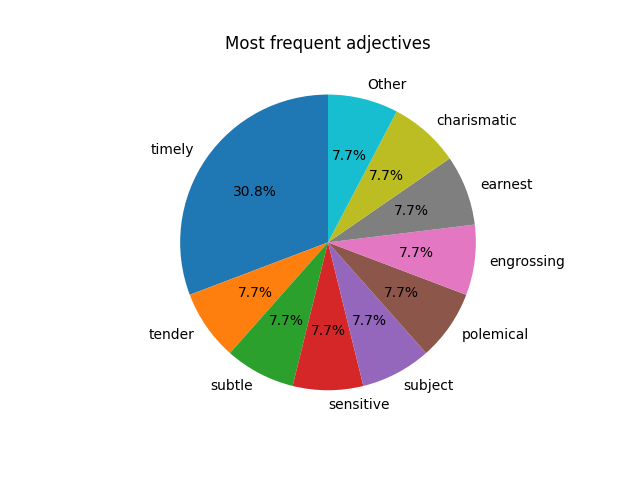 Most frequent adjectives
Other
charismatic
timely
7.7%
7.7%
earnest
30.8%
7.7%
7.7%
engrossing
7.7%
7.7%
7.7%
7.7%
7.7%
tender
polemical
subtle
subject
sensitive